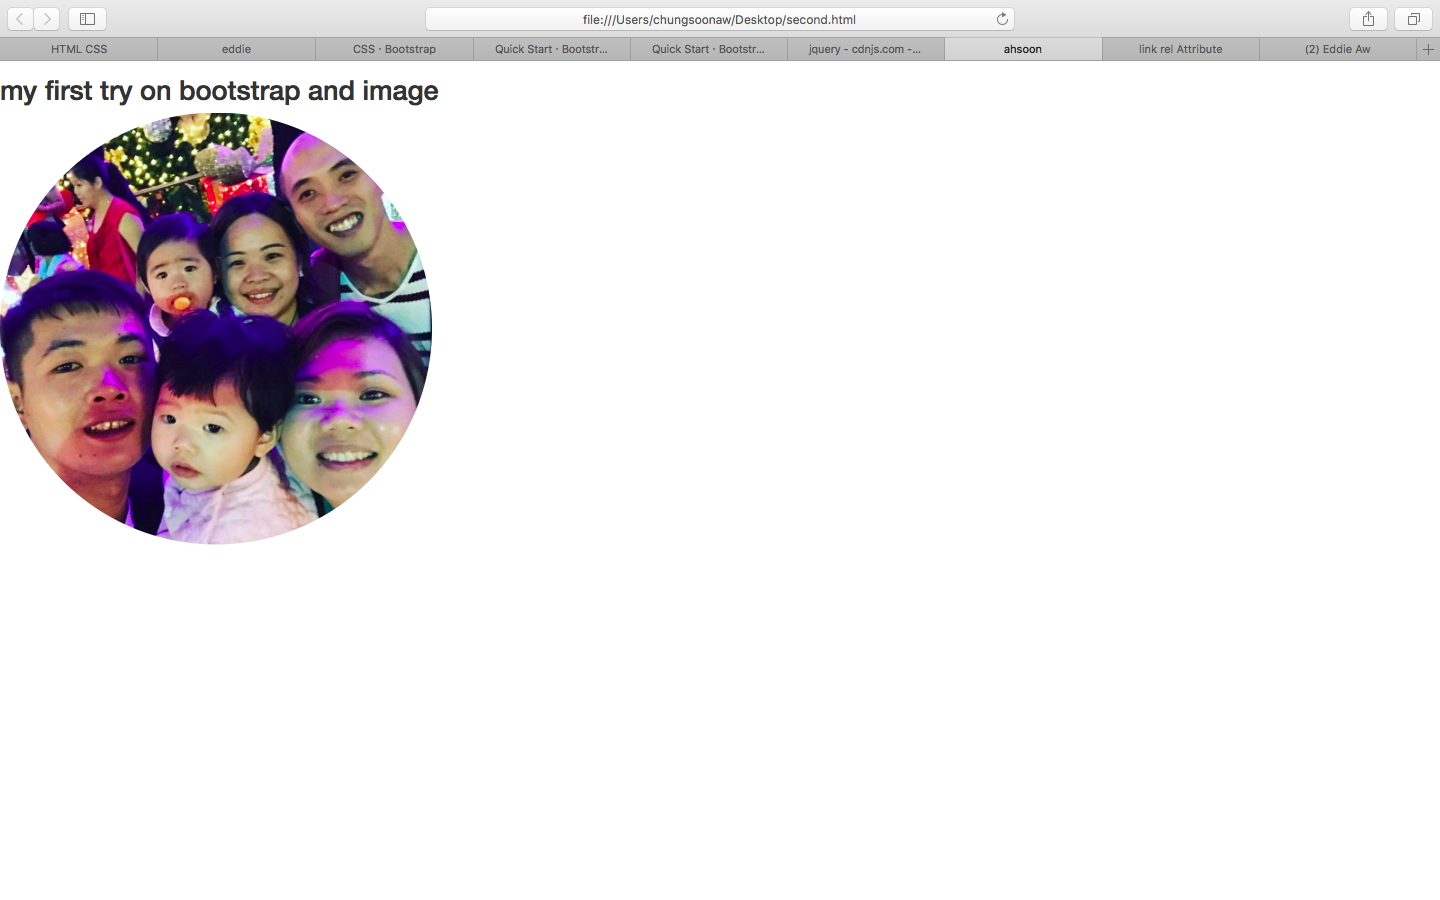 file:///Users/chungsoonaw/Desktop/second.html
HTML CSS
eddie
CSS · Bootstrap
Quick Start · Bootstr...
Quick Start · Bootstr...
jquery - cdnjs.com -...
ahsoon
link rel Attribute
(2) Eddie Aw
my first try on bootstrap and image